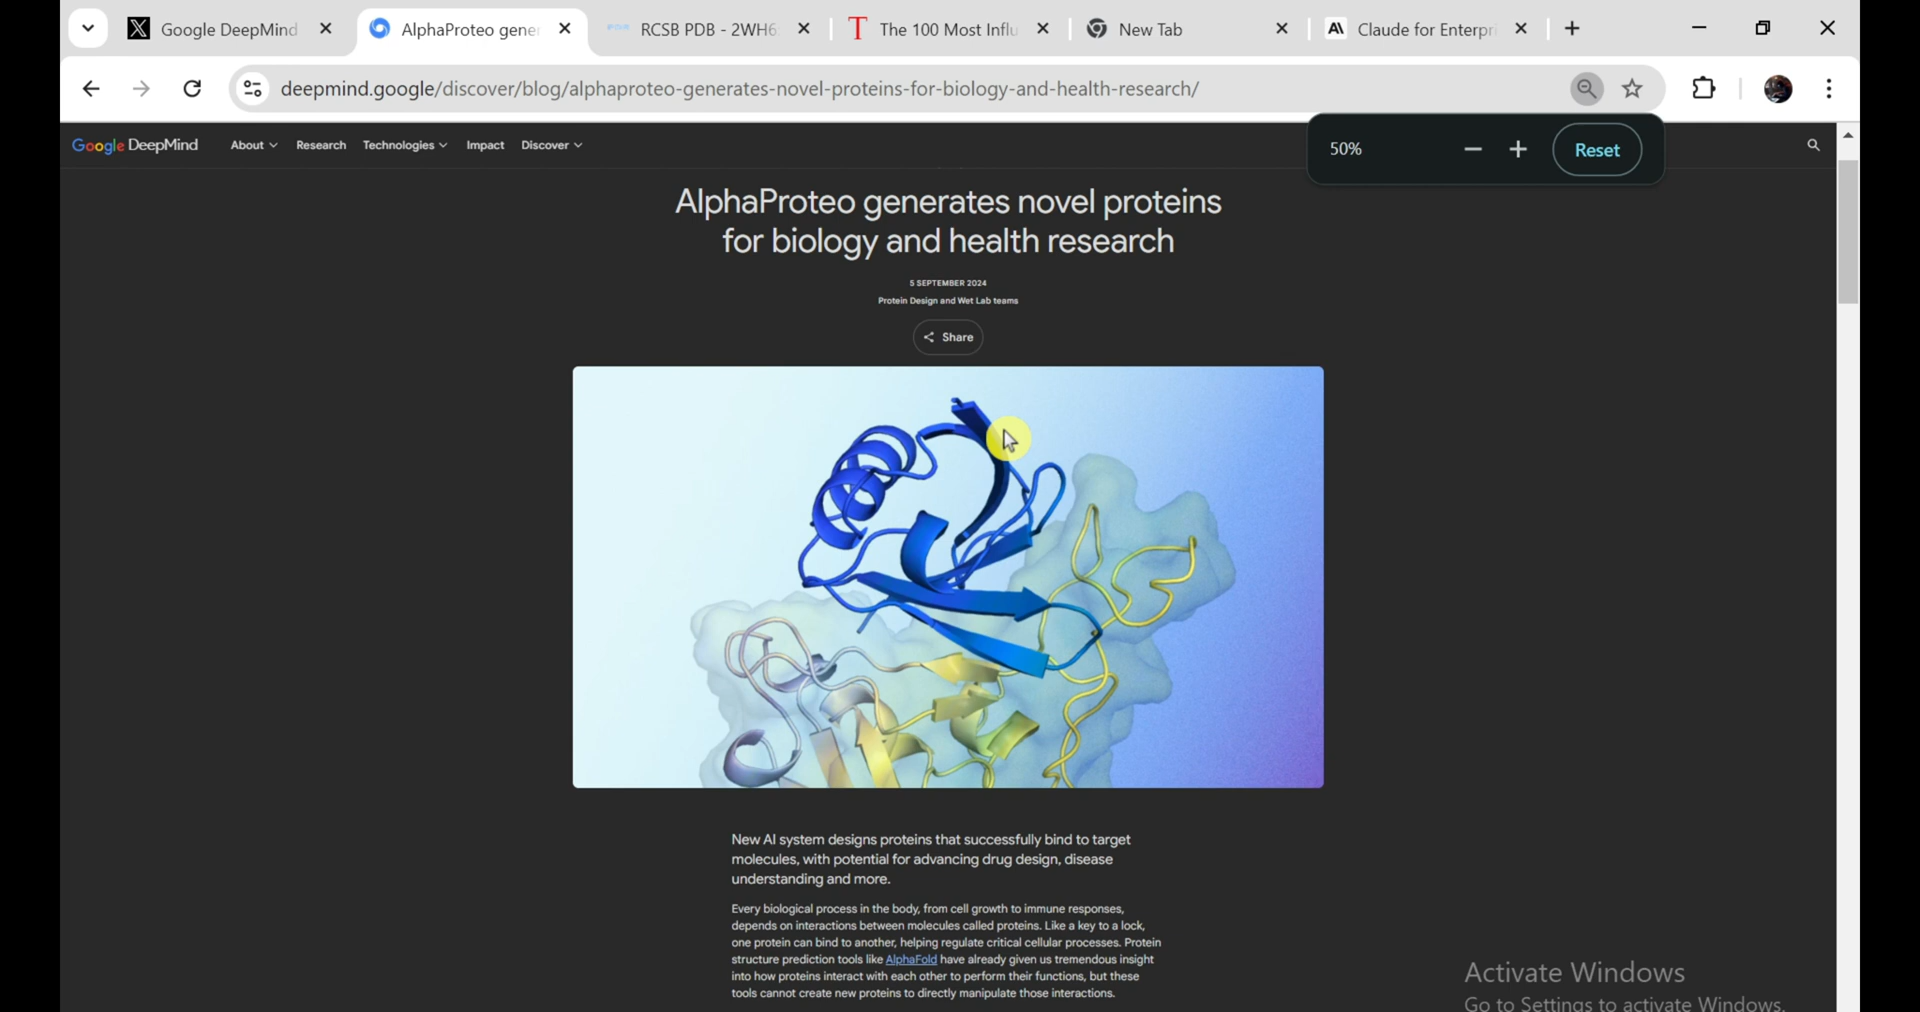 Google DeepMind
AlphaProteo gener
RCSB PDB - 2WH6
The 100 Most Influ
New Tab
Claude for Enterpri
deepmind.google/discover/blog/alphaproteo-generates-novel-proteins-for-biology-and-health-research/
50%
Reset
Google DeepMind
About
Research
Technologies
Impact
Discover
AlphaProteo generates novel proteins
for biology and health research
5 SEPTEMBER 2024
Protein Design and Wet Lab teams
Share
New AI system designs proteins that successfully bind to target
molecules, with potential for advancing drug design, disease
understanding and more.
Every biological process in the body, from cell growth to immune responses,
depends on interactions between molecules called proteins. Like a key to a lock,
one protein can bind to another, helping regulate critical cellular processes. Protein
structure prediction tools like AlphaFold have already given us tremendous insight
into how proteins interact with each other to perform their functions, but these
tools cannot create new proteins to directly manipulate those interactions.
Activate Windows
Go to Settings to activate Windows.